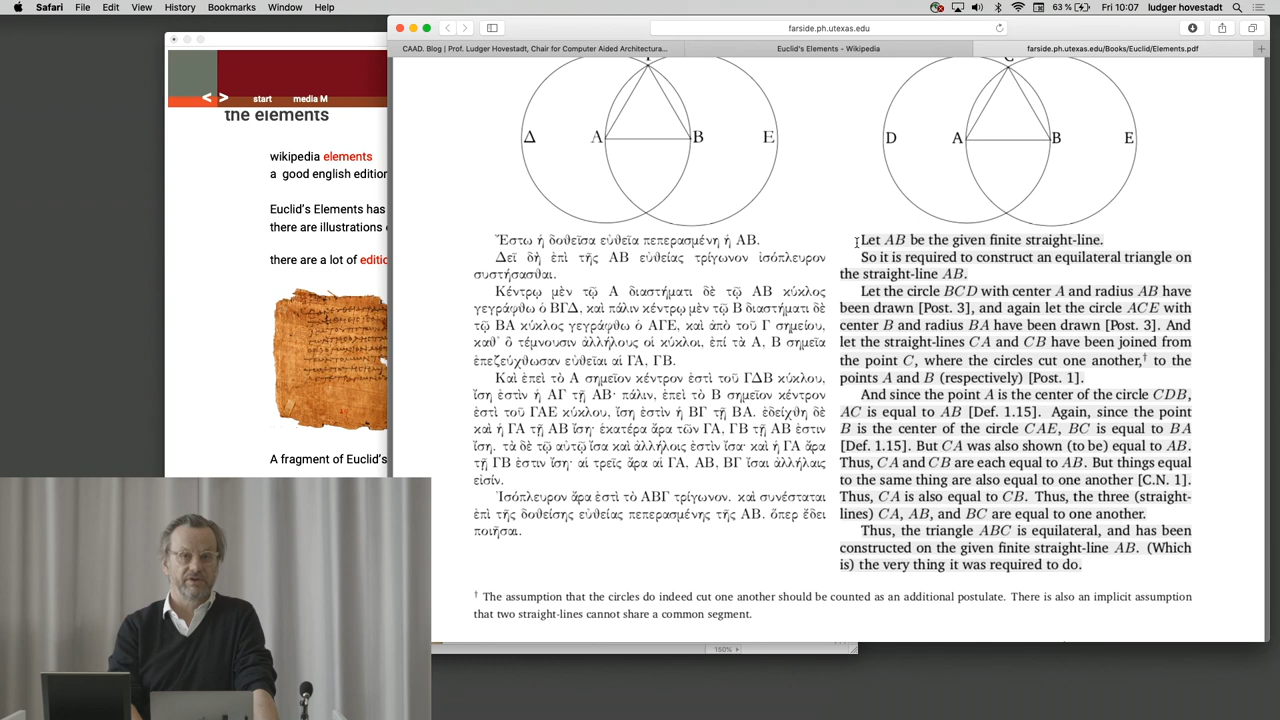 Safari File Edit View History Bookmarks Window Help
63 % Fri 10:07 ludger hovestadt
farside.ph.utexas.edu
CAAD. Blog | Prof. Ludger Hovestadt, Chair for Computer Aided Architectura...
Euclid's Elements - Wikipedia
farside.ph.utexas.edu/Books/Euclid/Elements.pdf
< > start media M
the elements
wikipedia elements
a good english edition
Euclid's Elements has
there are illustrations
there are a lot of
A fragment of Euclid's
Δ Α Β Ε
D A B E
Ἔστω ἡ δοθεῖσα εὐθεῖα πεπερασμένη ἡ ΑΒ.
Δεῖ δὴ ἐπὶ τῆς ΑΒ εὐθείας τρίγωνον ἰσόπλευρον
συστήσασθαι.
Κέντρῳ μὲν τῷ Α διαστήματι δὲ τῷ ΑΒ κύκλος
γεγράφθω ὁ ΒΓΔ, καὶ πάλιν κέντρῳ μὲν τῷ Β διαστήματι δὲ
τῷ ΒΑ κύκλος γεγράφθω ὁ ΑΓΕ, καὶ ἀπὸ τοῦ Γ σημείου,
καθ᾿ ὃ τέμνουσιν ἀλλήλους οἱ κύκλοι, ἐπί τὰ Α, Β σημεῖα
ἐπεζεύχθωσαν εὐθεῖαι αἱ ΓΑ, ΓΒ.
Καὶ ἐπεὶ τὸ Α σημεῖον κέντρον ἐστὶ τοῦ ΓΔΒ κύκλου,
ἴση ἐστὶν ἡ ΑΓ τῇ ΑΒ· πάλιν, ἐπεὶ τὸ Β σημεῖον κέντρον
ἐστὶ τοῦ ΓΑΕ κύκλου, ἴση ἐστὶν ἡ ΒΓ τῇ ΒΑ. ἐδείχθη δὲ
καὶ ἡ ΓΑ τῇ ΑΒ ἴση· ἑκατέρα ἄρα τῶν ΓΑ, ΓΒ τῇ ΑΒ ἐστιν
ἴση. τὰ δὲ τῷ αὐτῷ ἴσα καὶ ἀλλήλοις ἐστὶν ἴσα· καὶ ἡ ΓΑ ἄρα
τῇ ΓΒ ἐστιν ἴση· αἱ τρεῖς ἄρα αἱ ΓΑ, ΑΒ, ΒΓ ἴσαι ἀλλήλαις
εἰσίν.
Ἰσόπλευρον ἄρα ἐστὶ τὸ ΑΒΓ τρίγωνον. καὶ συνέσταται
ἐπὶ τῆς δοθείσης εὐθείας πεπερασμένης τῆς ΑΒ. ὅπερ ἔδει
ποιῆσαι.
Let AB be the given finite straight-line.
So it is required to construct an equilateral triangle on
the straight-line AB.
Let the circle BCD with center A and radius AB have
been drawn [Post. 3], and again let the circle ACE with
center B and radius BA have been drawn [Post. 3]. And
let the straight-lines CA and CB have been joined from
the point C, where the circles cut one another,† to the
points A and B (respectively) [Post. 1].
And since the point A is the center of the circle CDB,
AC is equal to AB [Def. 1.15]. Again, since the point
B is the center of the circle CAE, BC is equal to BA
[Def. 1.15]. But CA was also shown (to be) equal to AB.
Thus, CA and CB are each equal to AB. But things equal
to the same thing are also equal to one another [C.N. 1].
Thus, CA is also equal to CB. Thus, the three (straight-
lines) CA, AB, and BC are equal to one another.
Thus, the triangle ABC is equilateral, and has been
constructed on the given finite straight-line AB. (Which
is) the very thing it was required to do.
† The assumption that the circles do indeed cut one another should be counted as an additional postulate. There is also an implicit assumption
that two straight-lines cannot share a common segment.
150%